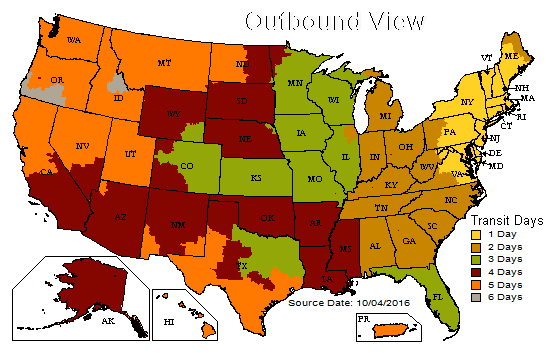 Outbound View
WA
MT
ND
MN
ME
VT
OR
ID
SD
WI
NH
MA
NY
WY
MI
RI
CT
IA
PA
NJ
NE
NV
UT
CO
IL
IN
OH
DE
MD
WV
VA
KS
MO
KY
CA
NC
TN
OK
AR
AZ
NM
SC
MS
AL
GA
TX
LA
FL
AK
HI
PR
Transit Days
1 Day
2 Days
3 Days
4 Days
5 Days
6 Days
Source Date: 10/04/2016